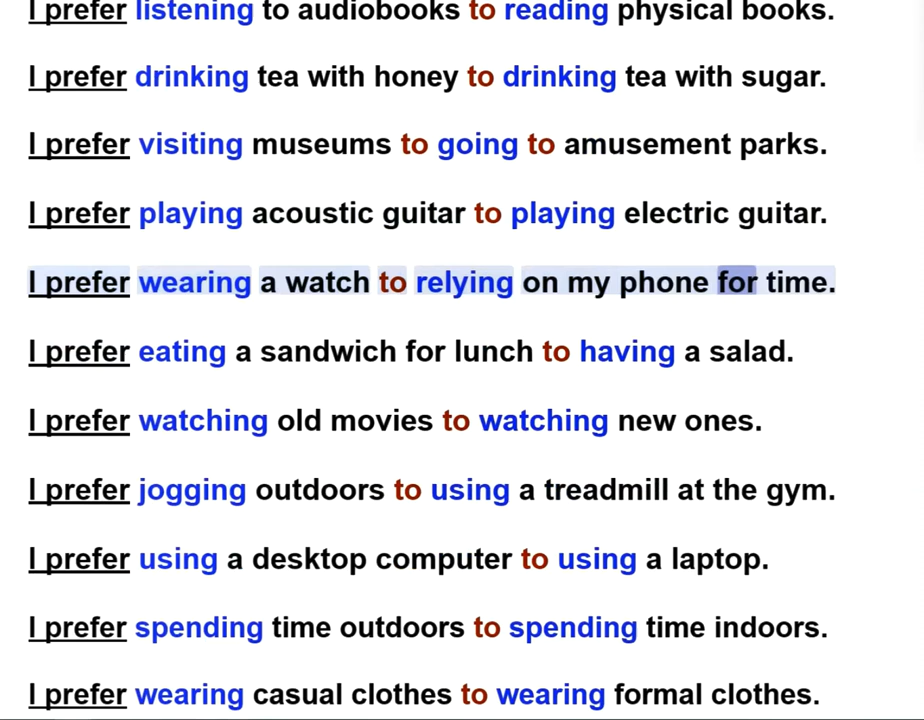 I prefer listening to audiobooks to reading physical books.
I prefer drinking tea with honey to drinking tea with sugar.
I prefer visiting museums to going to amusement parks.
I prefer playing acoustic guitar to playing electric guitar.
I prefer wearing a watch to relying on my phone for time.
I prefer eating a sandwich for lunch to having a salad.
I prefer watching old movies to watching new ones.
I prefer jogging outdoors to using a treadmill at the gym.
I prefer using a desktop computer to using a laptop.
I prefer spending time outdoors to spending time indoors.
I prefer wearing casual clothes to wearing formal clothes.